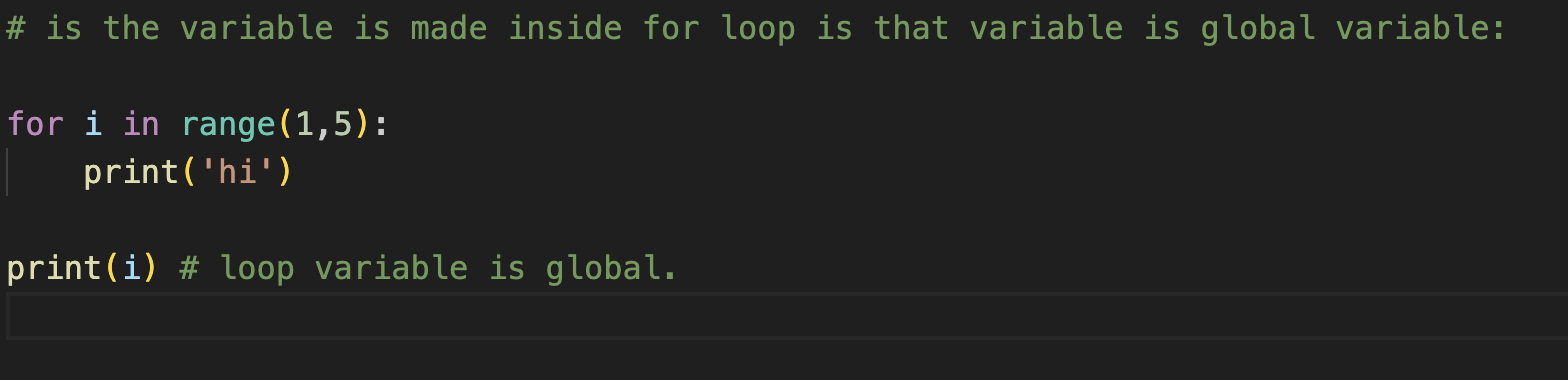 # is the variable is made inside for loop is that variable is global variable:
for i in range(1,5):
    print('hi')
print(i) # loop variable is global.